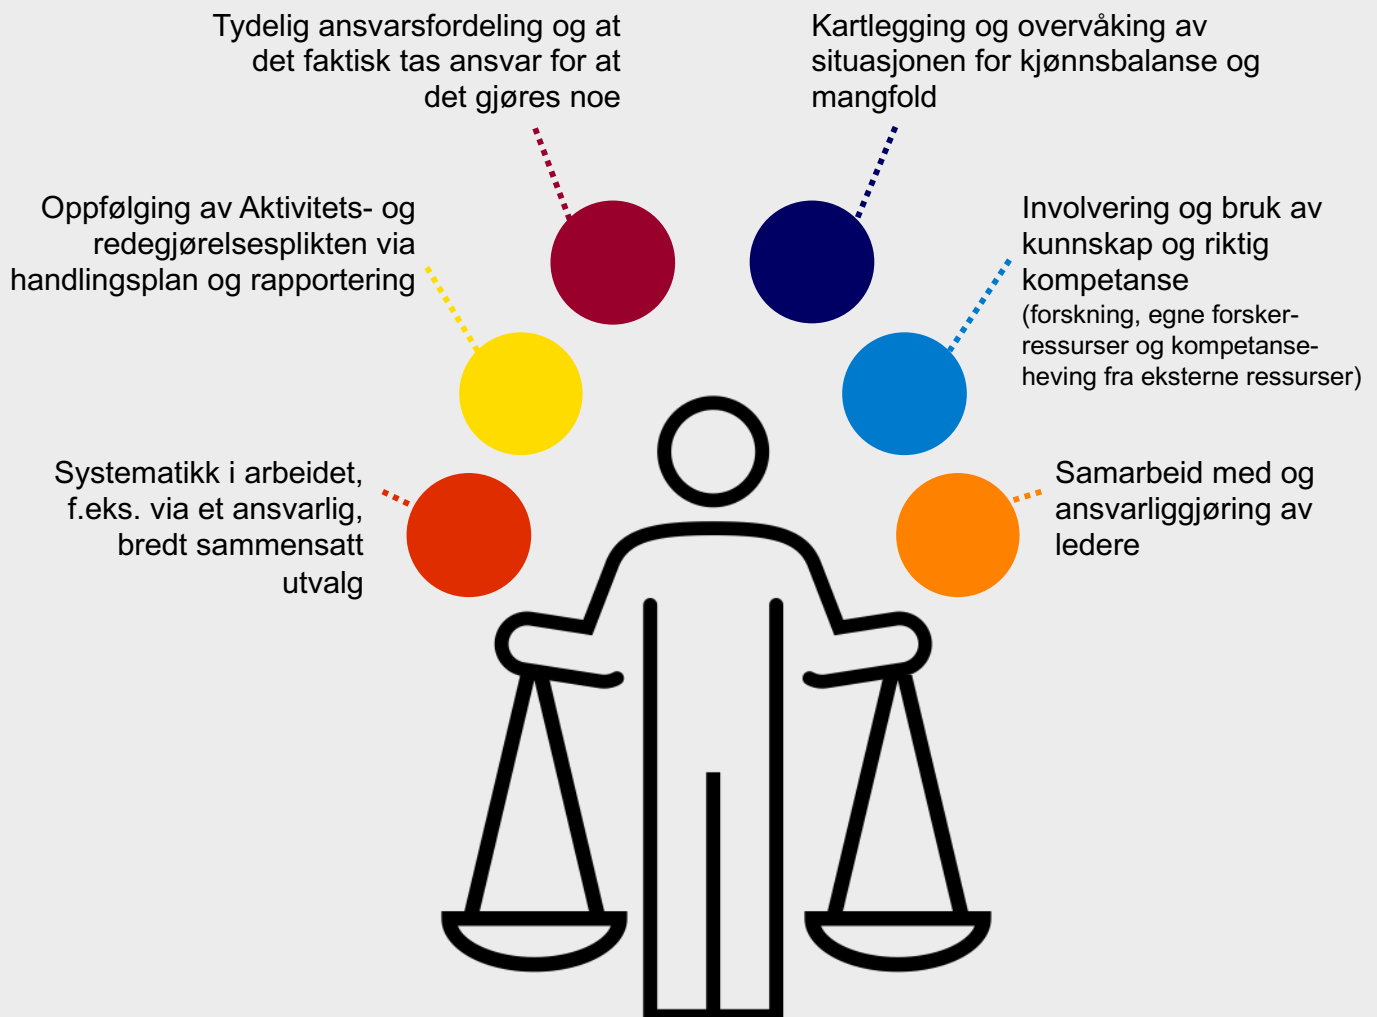 Tydelig ansvarsfordeling og at
det faktisk tas ansvar for at
det gjøres noe
Kartlegging og overvåking av
situasjonen for kjønnsbalanse og
mangfold
Oppfølging av Aktivitets- og
redegjørelsesplikten via
handlingsplan og rapportering
Involvering og bruk av
kunnskap og riktig
kompetanse
(forskning, egne forsker-
ressurser og kompetanse-
heving fra eksterne ressurser)
Systematikk i arbeidet,
f.eks. via et ansvarlig,
bredt sammensatt
utvalg
Samarbeid med og
ansvarliggjøring av
ledere